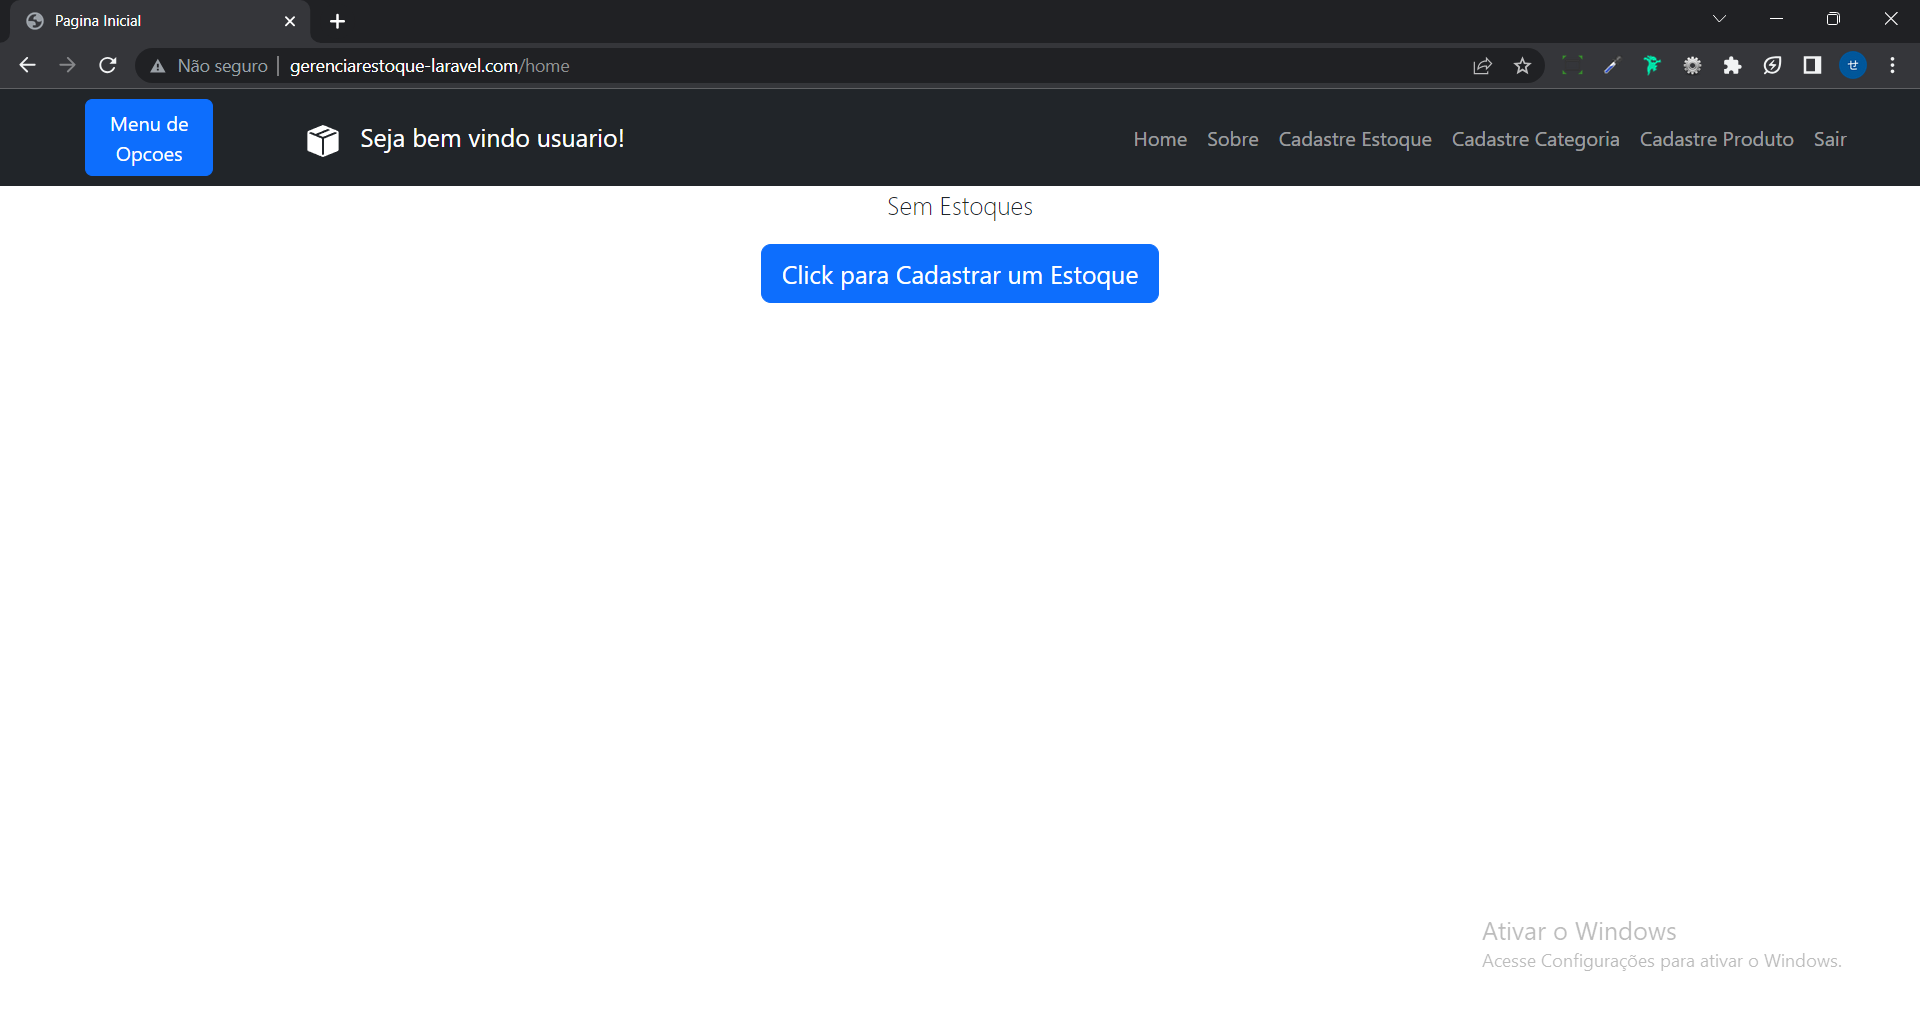 Pagina Inicial
Não seguro
gerenciarestoque-laravel.com/home
せ
Menu de
Opcoes
Seja bem vindo usuario!
Home Sobre Cadastre Estoque Cadastre Categoria Cadastre Produto Sair
Sem Estoques
Click para Cadastrar um Estoque
Ativar o Windows
Acesse Configurações para ativar o Windows.